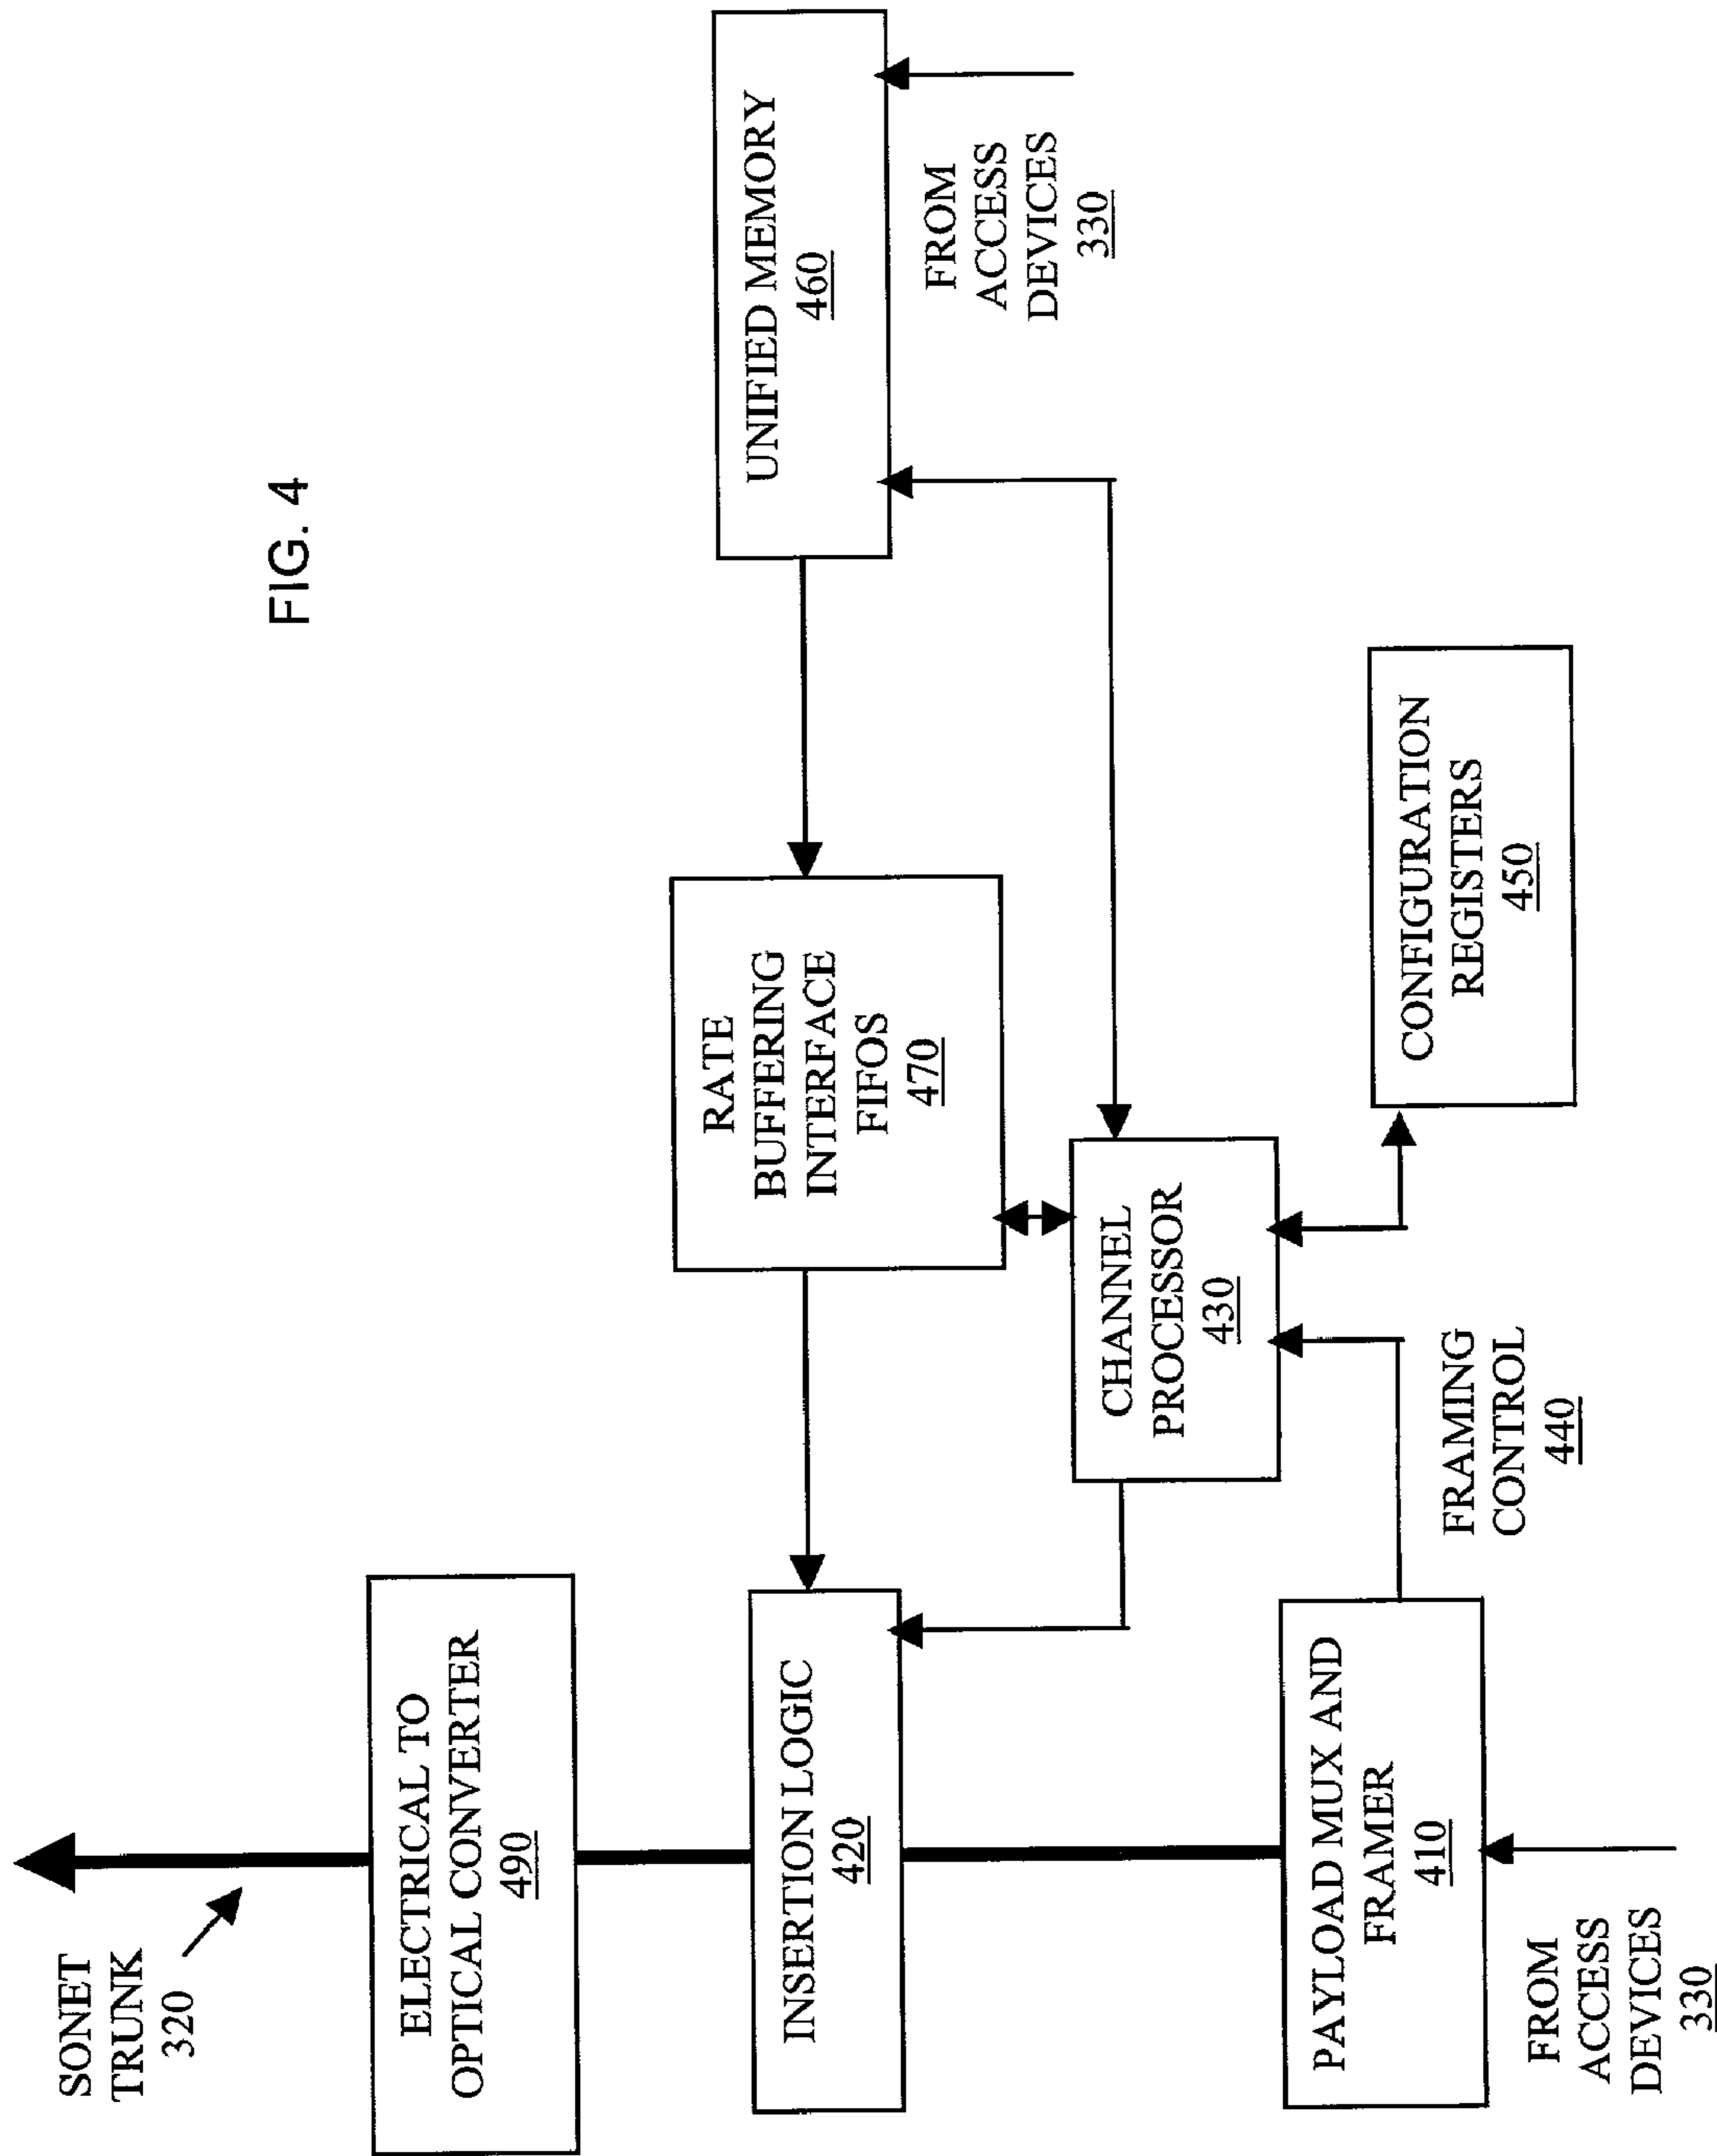 FIG. 4
SONET
TRUNK
320
ELECTRICAL TO
OPTICAL CONVERTER
490
INSERTION LOGIC
420
PAYLOAD MUX AND
FRAMER
410
FROM
ACCESS
DEVICES
330
RATE
BUFFERING
INTERFACE
FIFOS
470
CHANNEL
PROCESSOR
430
FRAMING
CONTROL
440
CONFIGURATION
REGISTERS
450
UNIFIED MEMORY
460
FROM
ACCESS
DEVICES
330